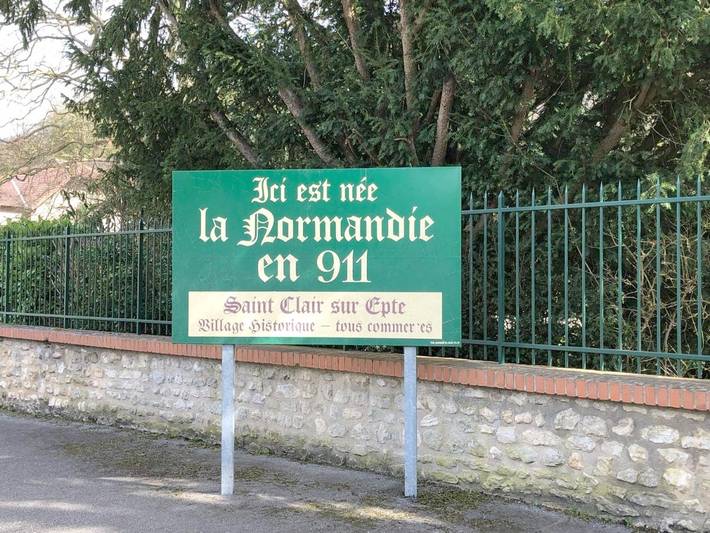 Ici est née
la Normandie
en 911
Saint Clair sur Epte
Village Historique – tous commer es